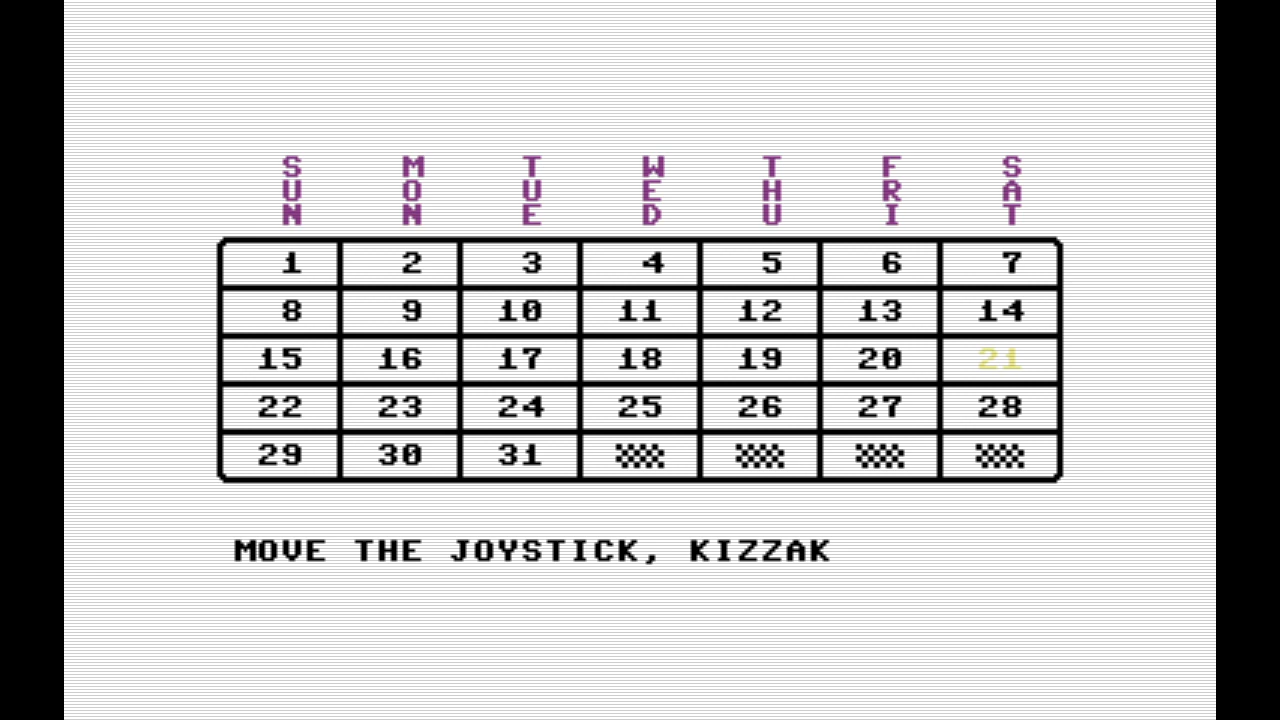 SUN MON TUE WED THU FRI SAT
1 2 3 4 5 6 7
8 9 10 11 12 13 14
15 16 17 18 19 20 21
22 23 24 25 26 27 28
29 30 31
MOVE THE JOYSTICK, KIZZAK